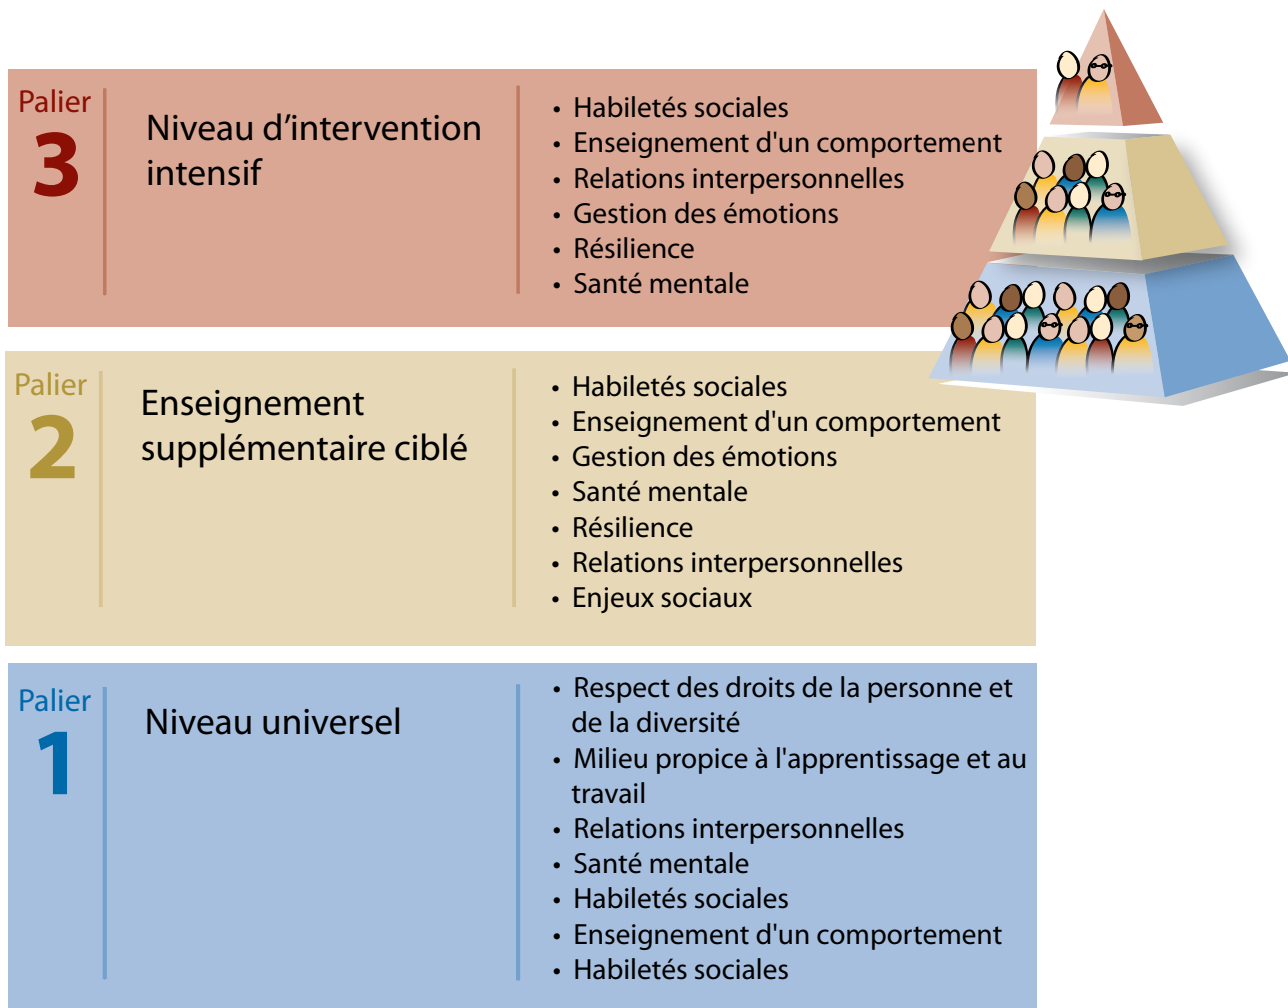 Palier
3
Niveau d’intervention
intensif
• Habiletés sociales
• Enseignement d'un comportement
• Relations interpersonnelles
• Gestion des émotions
• Résilience
• Santé mentale
Palier
2
Enseignement
supplémentaire ciblé
• Habiletés sociales
• Enseignement d'un comportement
• Gestion des émotions
• Santé mentale
• Résilience
• Relations interpersonnelles
• Enjeux sociaux
Palier
1
Niveau universel
• Respect des droits de la personne et
de la diversité
• Milieu propice à l'apprentissage et au
travail
• Relations interpersonnelles
• Santé mentale
• Habiletés sociales
• Enseignement d'un comportement
• Habiletés sociales